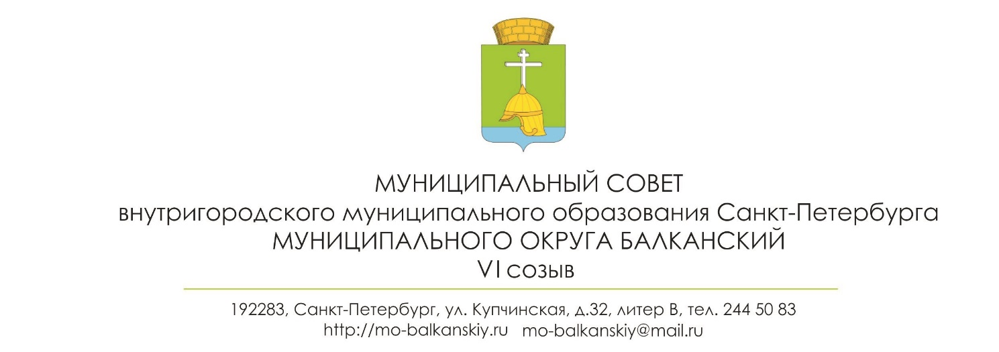 МУНИЦИПАЛЬНЫЙ СОВЕТ
внутригородского муниципального образования Санкт-Петербурга
МУНИЦИПАЛЬНОГО ОКРУГА БАЛКАНСКИЙ
VI созыв
192283, Санкт-Петербург, ул. Купчинская, д.32, литер В, тел. 244 50 83
http://mo-balkanskiy.ru mo-balkanskiy@mail.ru